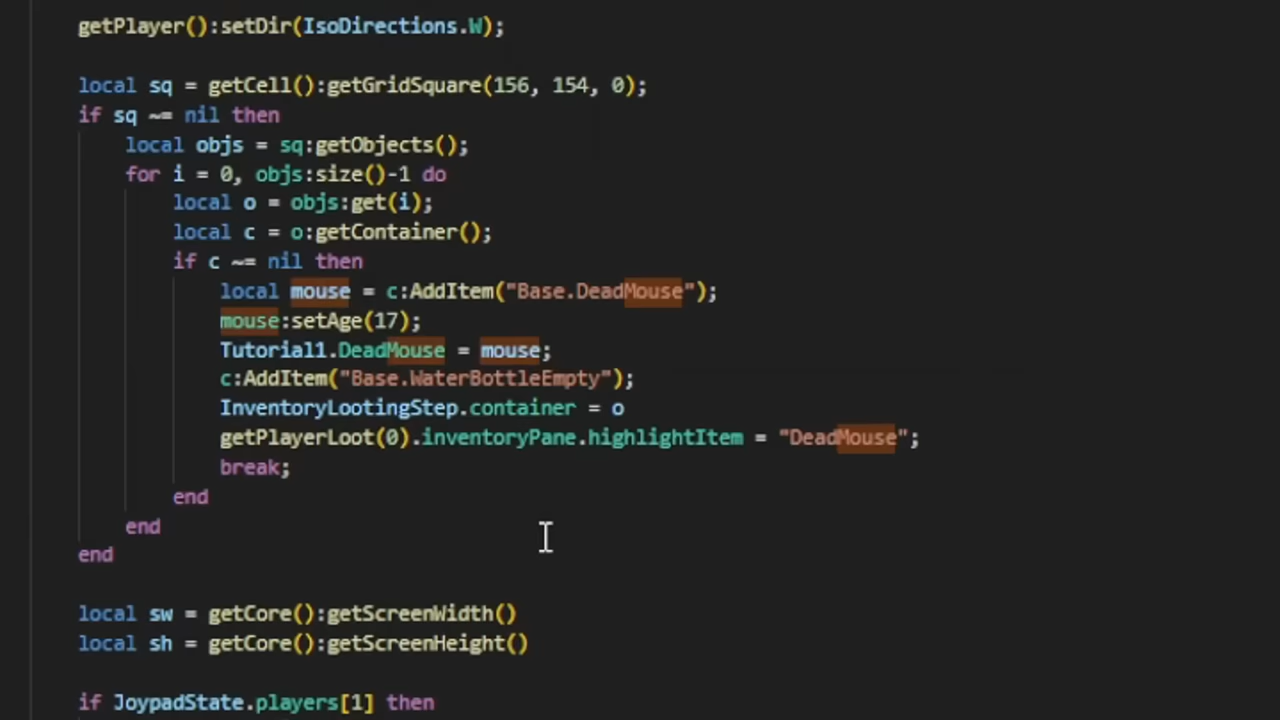 getPlayer():setDir(IsoDirections.W);
local sq = getCell():getGridSquare(156, 154, 0);
if sq ~= nil then
local objs = sq:getObjects();
for i = 0, objs:size()-1 do
local o = objs:get(i);
local c = o:getContainer();
if c ~= nil then
local mouse = c:AddItem("Base.DeadMouse");
mouse:setAge(17);
Tutorial1.DeadMouse = mouse;
c:AddItem("Base.WaterBottleEmpty");
InventoryLootingStep.container = o
getPlayerLoot(0).inventoryPane.highlightItem = "DeadMouse";
break;
end
end
end
local sw = getCore():getScreenWidth()
local sh = getCore():getScreenHeight()
if JoypadState.players[1] then